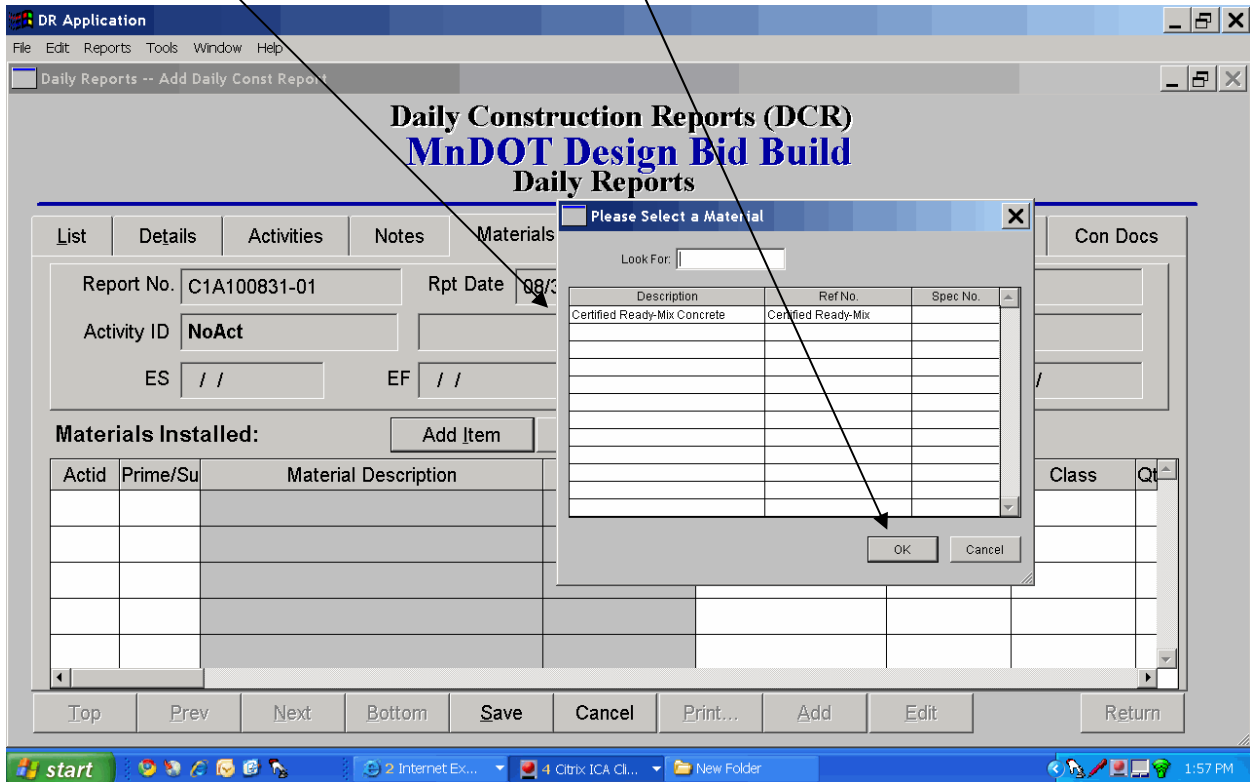 DR Application
File Edit Reports Tools Window Help
Daily Reports -- Add Daily Const Report
Daily Construction Reports (DCR)
MnDOT Design Bid Build
Daily Reports
List Details Activities Notes Materials Con Docs
Please Select a Material
Look For:
Report No. C1A100831-01 Rpt Date 08/3
Activity ID NoAct
ES / / EF / / /
Description Ref No. Spec No.
Certified Ready-Mix Concrete Certified Ready-Mix
OK Cancel
Materials Installed: Add Item
Actid Prime/Su Material Description Class Qt
Top Prev Next Bottom Save Cancel Print... Add Edit Return
start 2 Internet Ex... 4 Citrix ICA Cli... New Folder 1:57 PM